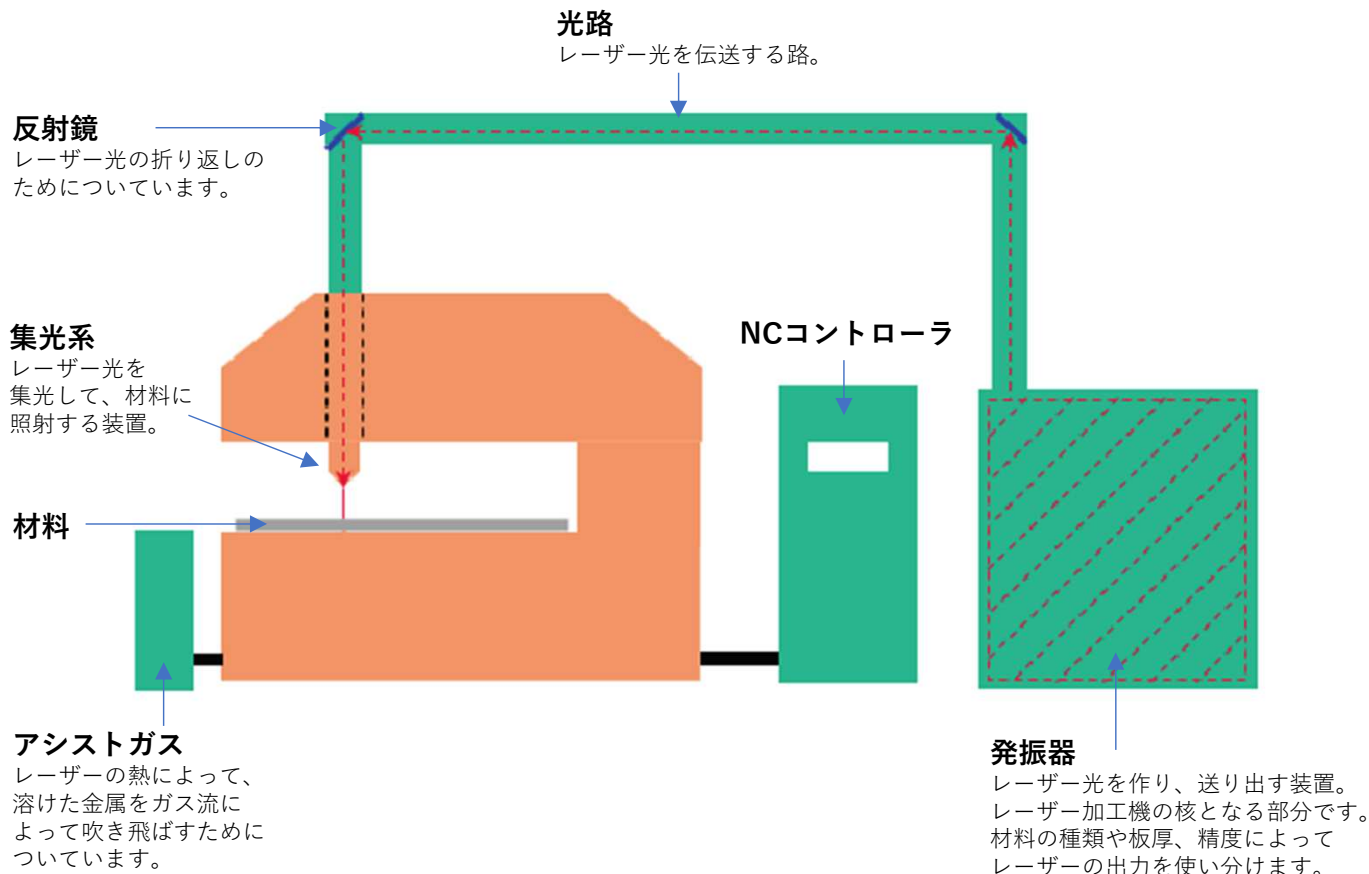 光路
レーザー光を伝送する路。
反射鏡
レーザー光の折り返しの
ためについています。
集光系
レーザー光を
集光して、材料に
照射する装置。
NCコントローラ
材料
アシストガス
レーザーの熱によって、
溶けた金属をガス流に
よって吹き飛ばすために
ついています。
発振器
レーザー光を作り、送り出す装置。
レーザー加工機の核となる部分です。
材料の種類や板厚、精度によって
レーザーの出力を使い分けます。